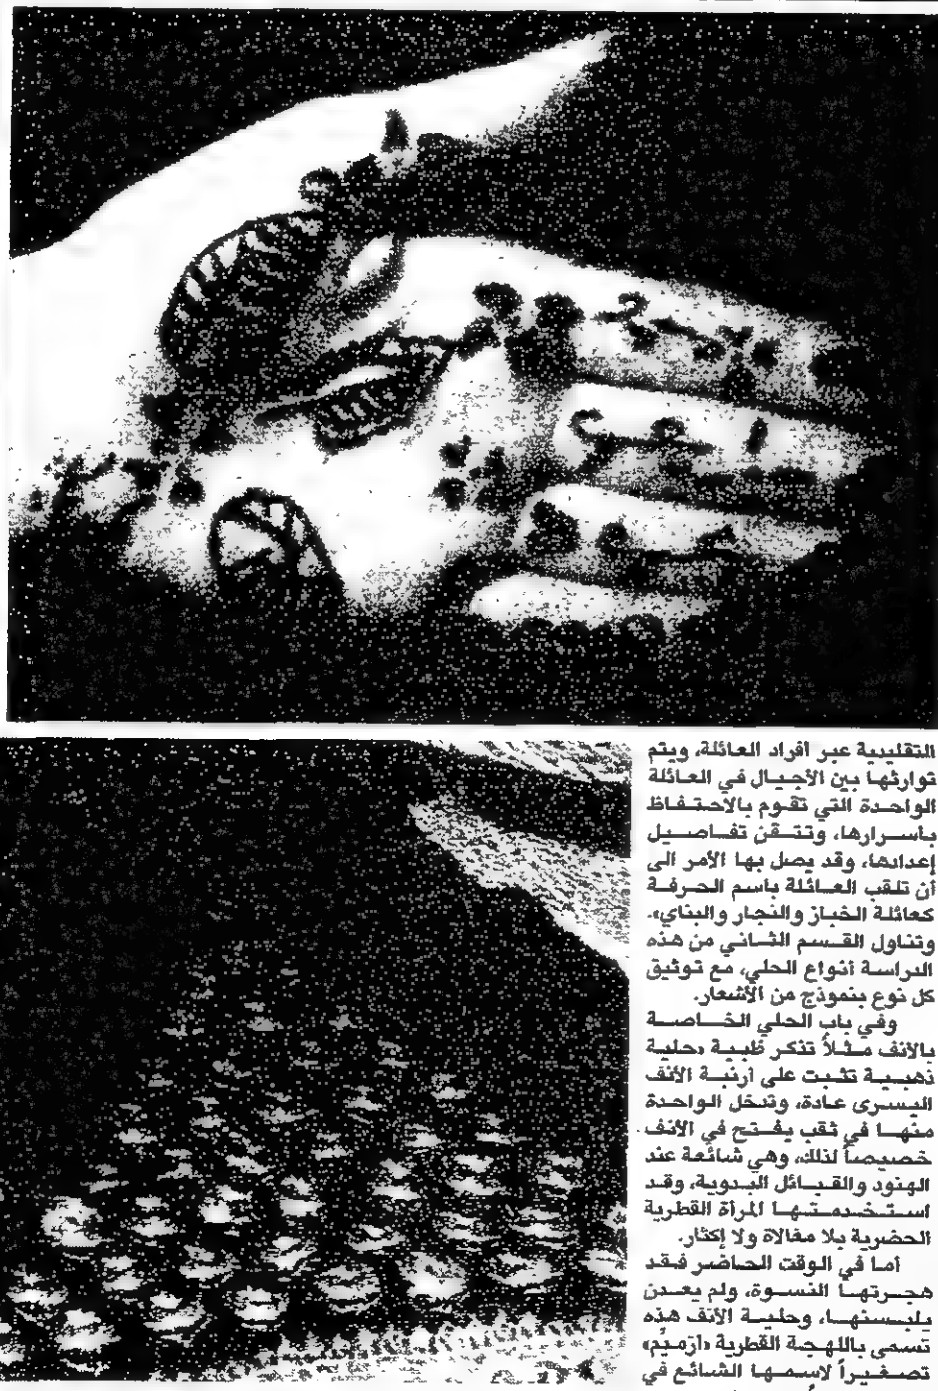 التقليدية عبر أفراد العائلة، ويتم
توارثها بين الأجيال في العائلة
الواحدة التي تقوم بالاحتفاظ
باسرارها، وتتقن تفاصيل
إعدادها، وقد يصل بها الأمر الى
أن تلقب العائلة باسم الحرفة
كعائلة الخباز والنجار والبناي».
وتناول القسم الثاني من هذه
الدراسة أنواع الحلي، مع توثيق
كل نوع بنموذج من الأشعار.
وفي باب الحلي الخاصة
بالأنف مثلاً تذكر ظبية «حلية
ذهبية تثبت على أرنبة الأنف
اليسرى عادة، وتدخل الواحدة
منها في ثقب يفتح في الأنف
خصيصاً لذلك، وهي شائعة عند
الهنود والقبائل البدوية، وقد
استخدمتها المرأة القطرية
الحضرية بلا مغالاة ولا إكثار.
أما في الوقت الحاضر فقد
هجرتها النسوة، ولم يعدن
يلبسنها، وحلية الأنف هذه
تسمى باللهجة القطرية «ازميّم»
تصغيراً لاسمها الشائع في